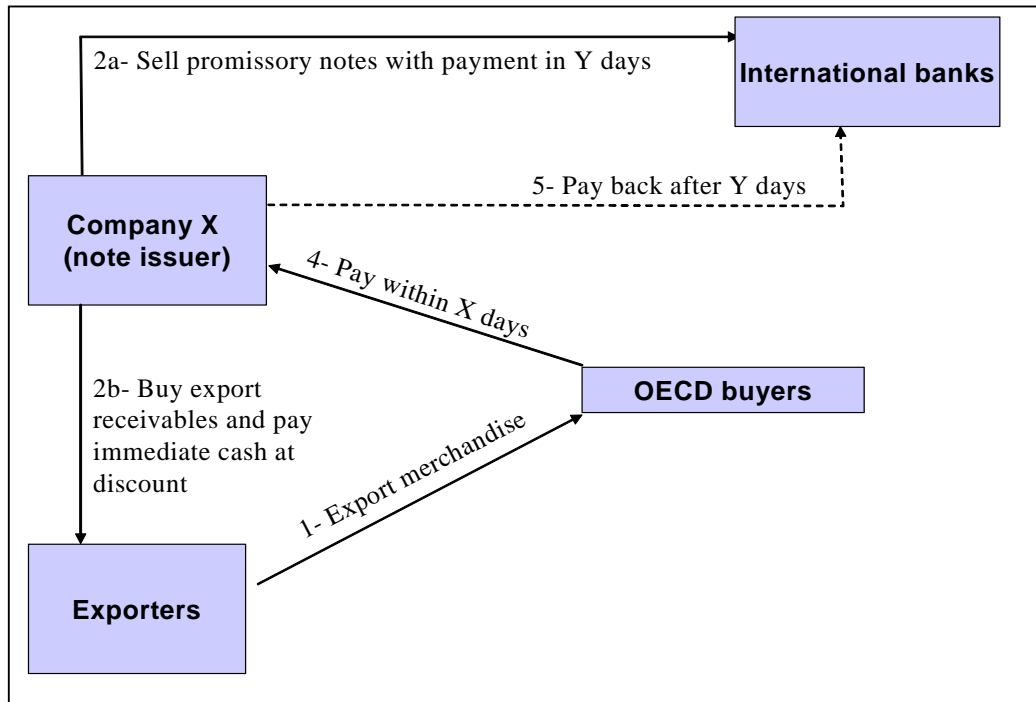 2a- Sell promissory notes with payment in Y days
International banks
5- Pay back after Y days
Company X
(note issuer)
4- Pay within X days
OECD buyers
2b- Buy export
receivables and pay
immediate cash at
discount
1- Export merchandise
Exporters